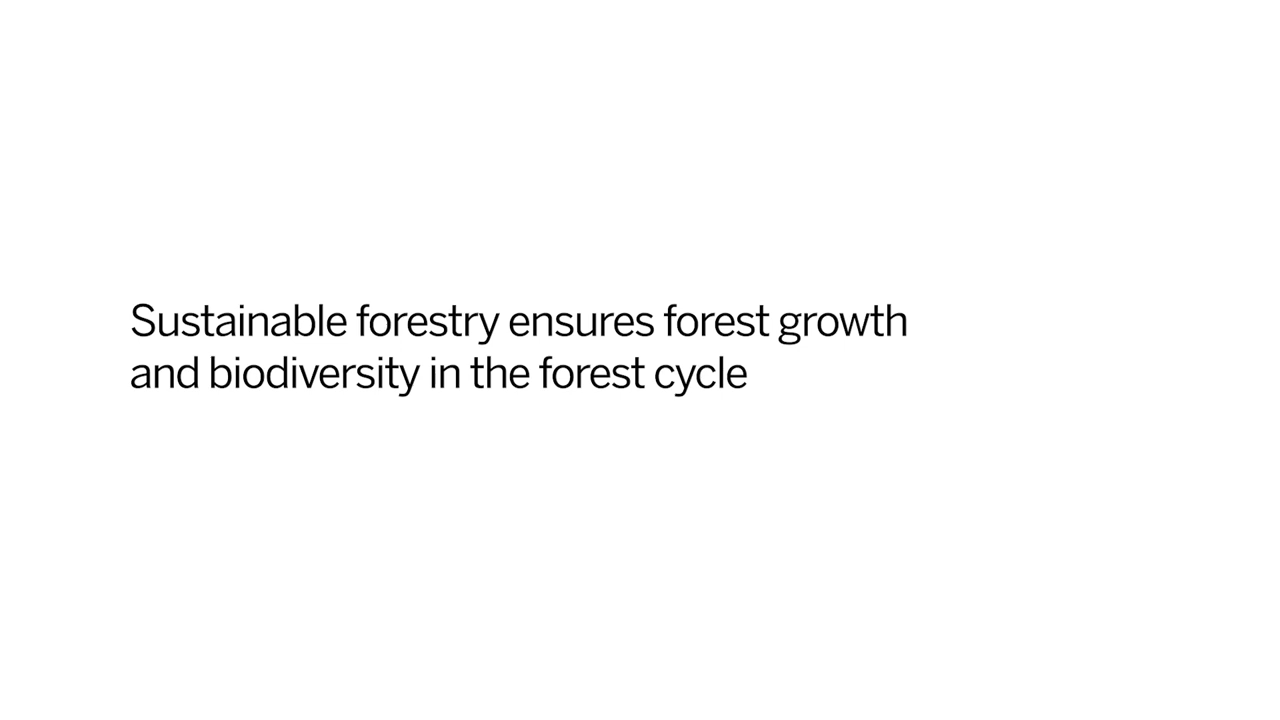 Sustainable forestry ensures forest growth
and biodiversity in the forest cycle